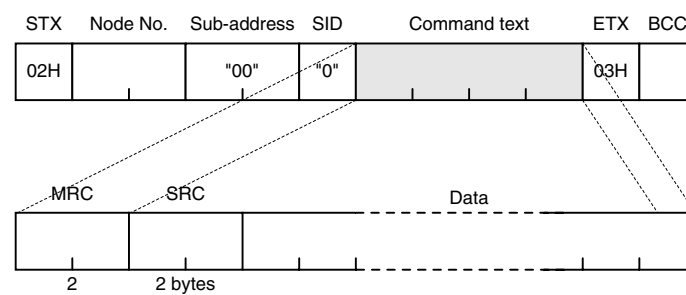 STX Node No. Sub-address SID Command text ETX BCC
02H "00" "0" 03H
MRC SRC Data
2 2 bytes